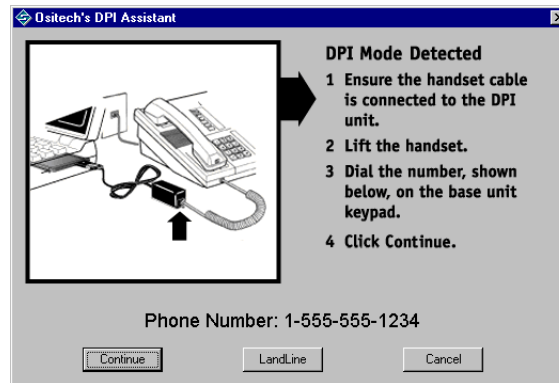 Ositech's DPI Assistant
DPI Mode Detected
1 Ensure the handset cable
is connected to the DPI
unit.
2 Lift the handset.
3 Dial the number, shown
below, on the base unit
keypad.
4 Click Continue.
Phone Number: 1-555-555-1234
Continue
LandLine
Cancel